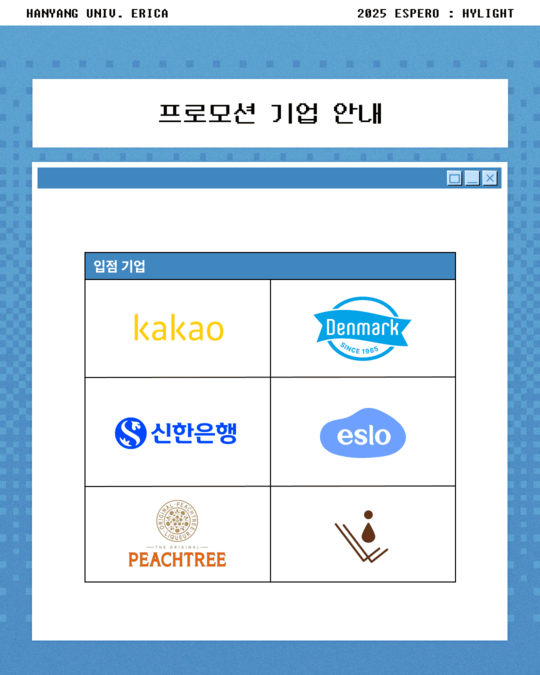 HANYANG UNIV. ERICA
2025 ESPERO : HYLIGHT
프로모션 기업 안내
입점 기업
kakao
Denmark
SINCE 1985
신한은행
eslo
ORIGINAL PEACHTREE
THE ORIGINAL
PEACHTREE